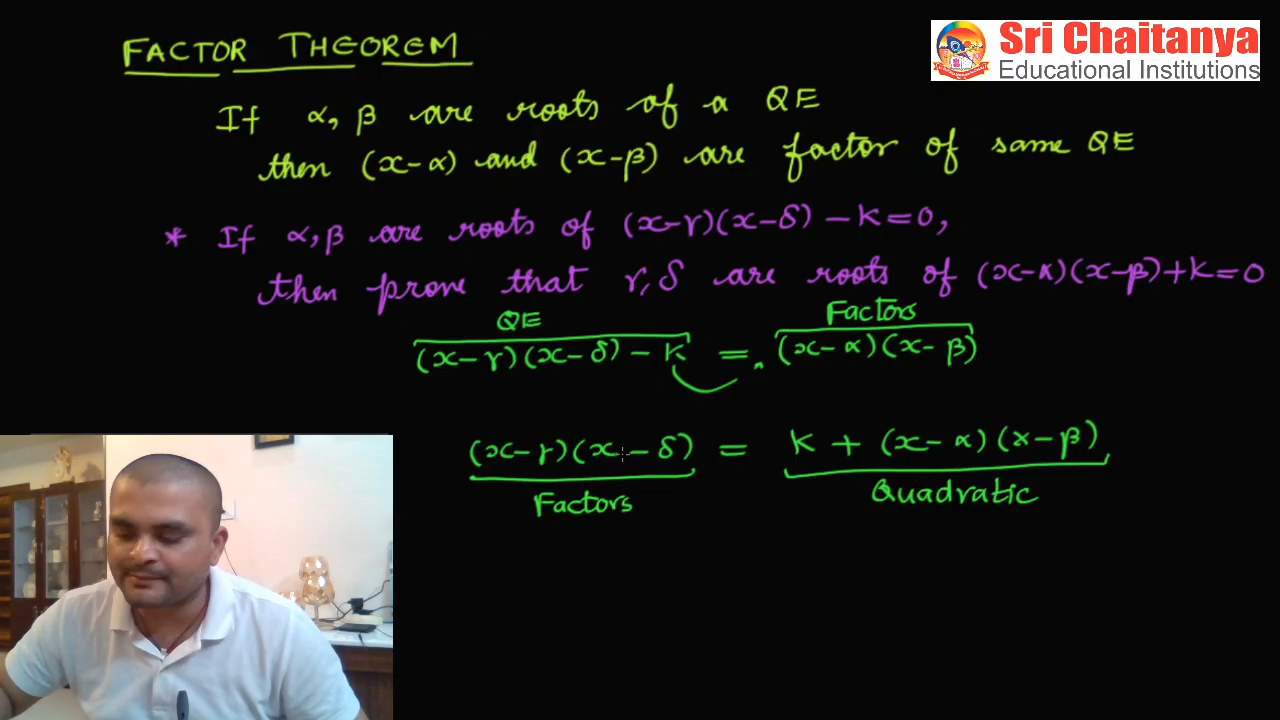 FACTOR THEOREM
Sri Chaitanya
Educational Institutions
If α, β are roots of a QE
then (x-α) and (x-β) are factor of same QE
* If α, β are roots of (x-γ)(x-δ) - K = 0,
then prove that γ, δ are roots of (x-α)(x-β) + K = 0
QE
Factors
(x-γ)(x-δ) - K = (x-α)(x-β)
(x-γ)(x-δ) = K + (x-α)(x-β)
Factors
Quadratic